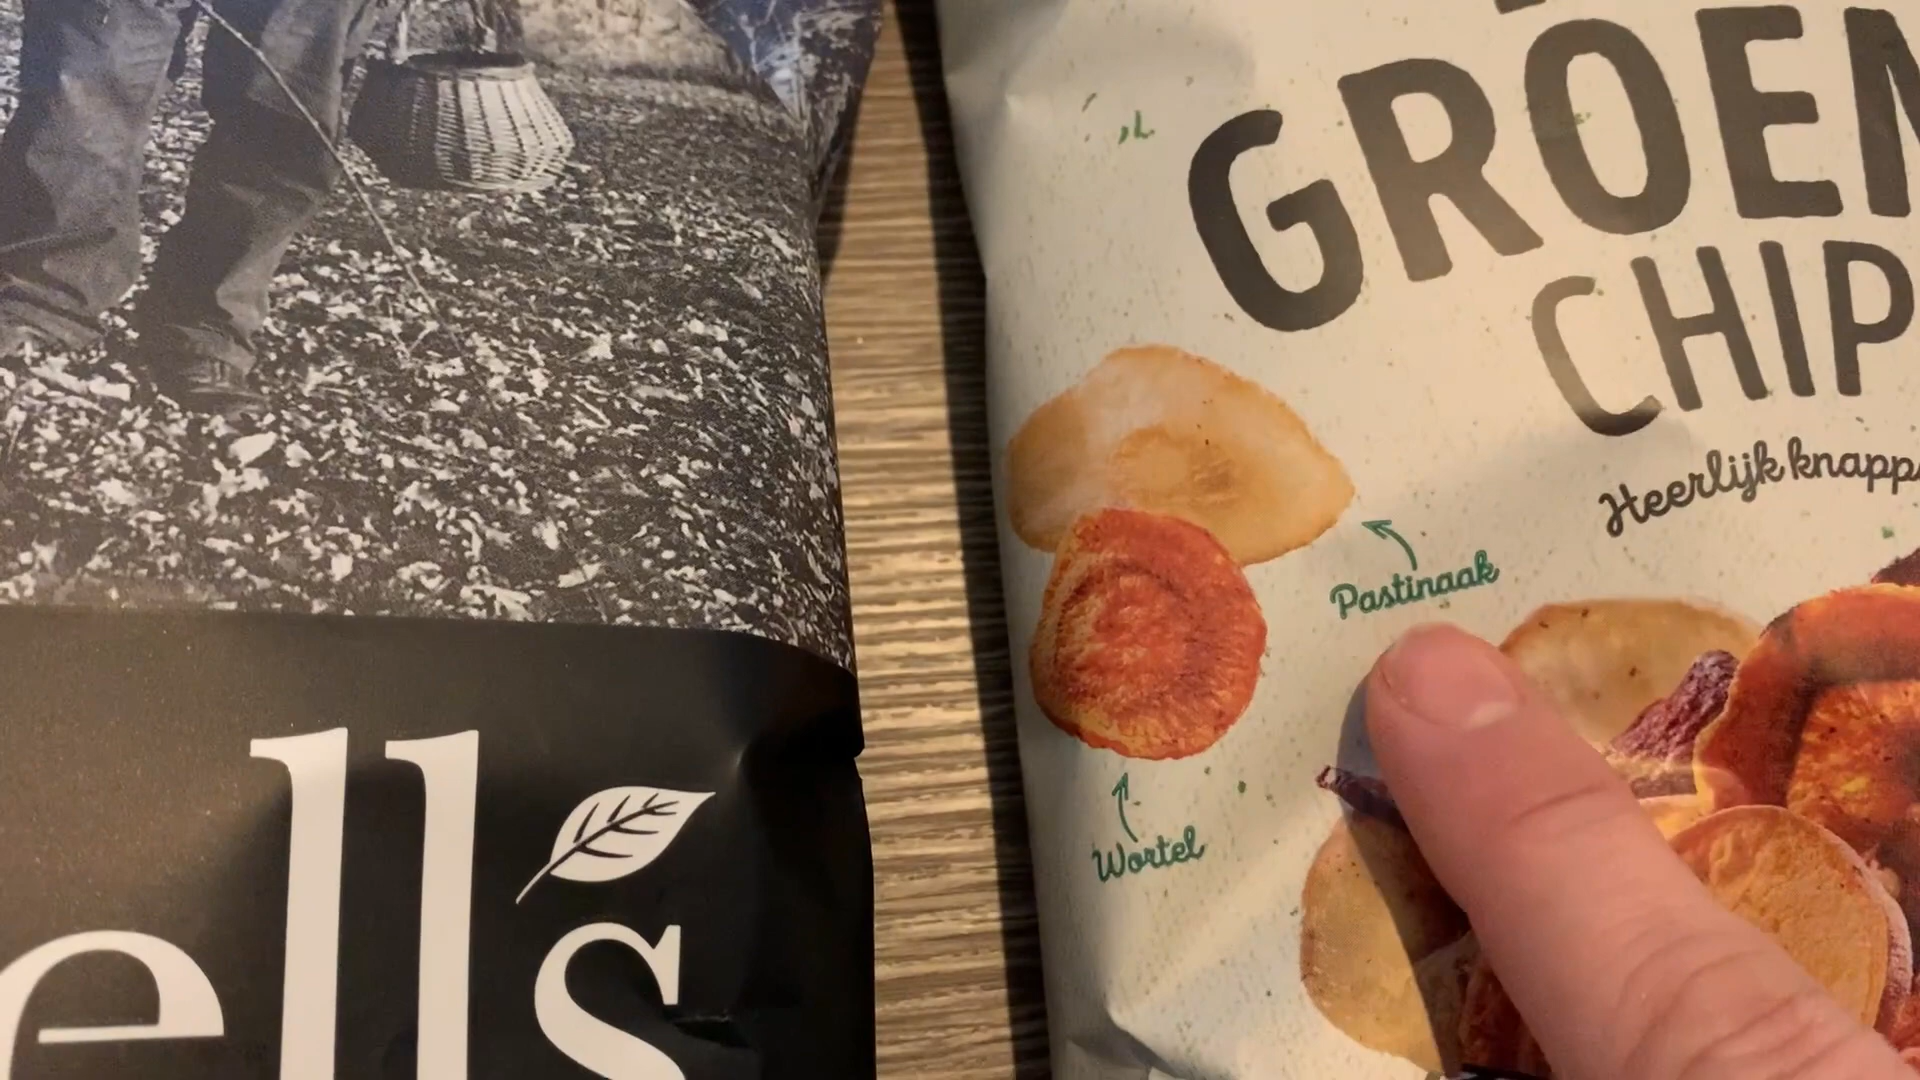 ells
GROEN
CHIP
Heerlijk knapp
Pastinaak
Wortel